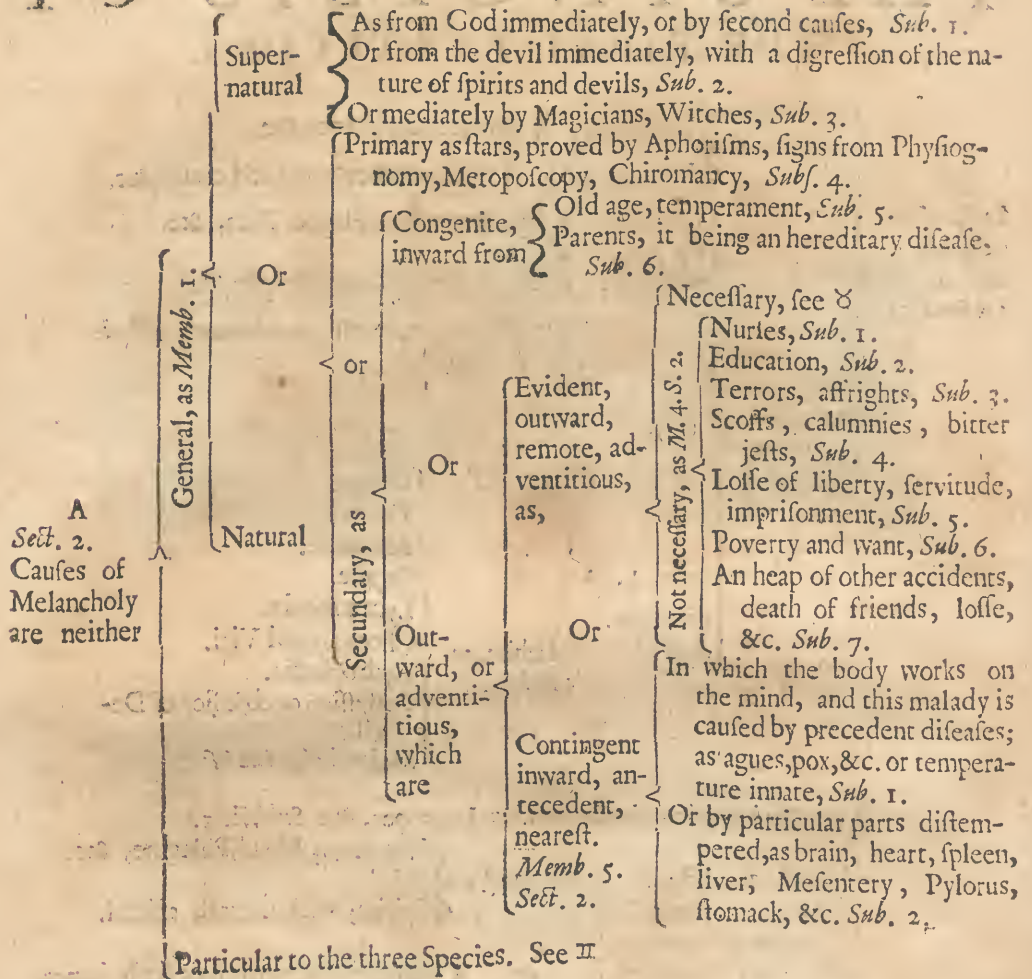 As from God immediately, or by ſecond cauſes, Sub. 1.
Or from the devil immediately, with a digreſſion of the na-
ture of ſpirits and devils, Sub. 2.
Or mediately by Magicians, Witches, Sub. 3.
Super-
natural
Primary as ſtars, proved by Aphoriſms, ſigns from Phyſiog-
nomy, Metopoſcopy, Chiromancy, Subſ. 4.
Congenite,
inward from
Old age, temperament, Sub. 5.
Parents, it being an hereditary diſeaſe.
Sub. 6.
General, as Memb. 1.
Or
or
Or
Neceſſary, ſee ♉
Nurſes, Sub. 1.
Education, Sub. 2.
Terrors, affrights, Sub. 3.
Scoffs, calumnies, bitter
jeſts, Sub. 4.
Loſſe of liberty, ſervitude,
impriſonment, Sub. 5.
Poverty and want, Sub. 6.
An heap of other accidents,
death of friends, loſſe,
&c. Sub. 7.
Not neceſſary, as M. 4. S. 2.
Evident,
outward,
remote, ad-
ventitious,
as,
Or
A
Sect. 2.
Cauſes of
Melancholy
are neither
Natural
Secundary, as
Out-
ward, or
adventi-
tious,
which
are
Contingent
inward, an-
tecedent,
neareſt.
Memb. 5.
Sect. 2.
In which the body works on
the mind, and this malady is
cauſed by precedent diſeaſes;
as agues, pox, &c. or tempera-
ture innate, Sub. 1.
Or by particular parts diſtem-
pered, as brain, heart, ſpleen,
liver, Meſentery, Pylorus,
ſtomack, &c. Sub. 2.
Particular to the three Species. See ♊